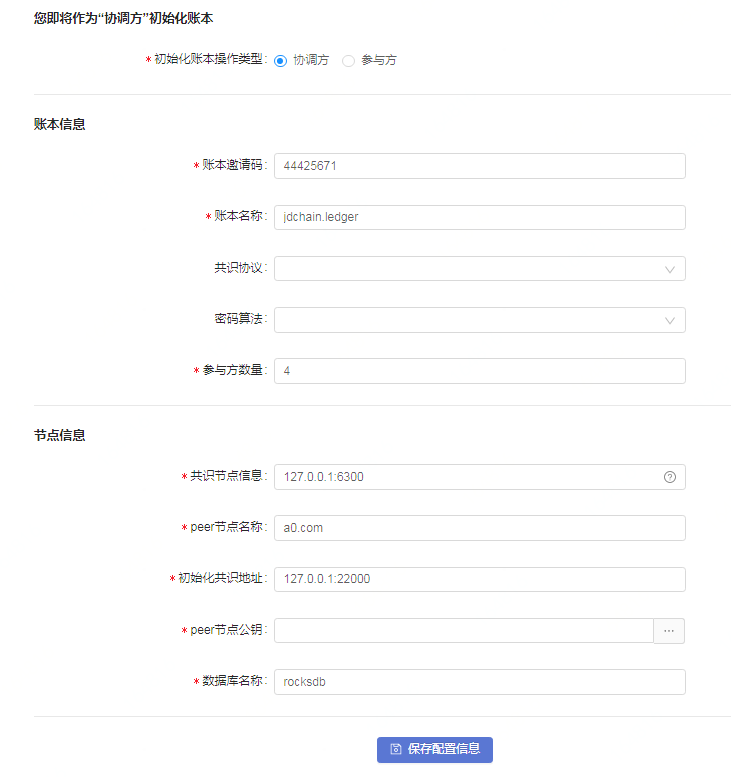 您即将作为“协调方”初始化账本
* 初始化账本操作类型: 协调方 参与方
账本信息
* 账本邀请码: 44425671
* 账本名称: jdchain.ledger
共识协议:
密码算法:
* 参与方数量: 4
节点信息
* 共识节点信息: 127.0.0.1:6300
* peer节点名称: a0.com
* 初始化共识地址: 127.0.0.1:22000
* peer节点公钥: ...
* 数据库名称: rocksdb
保存配置信息